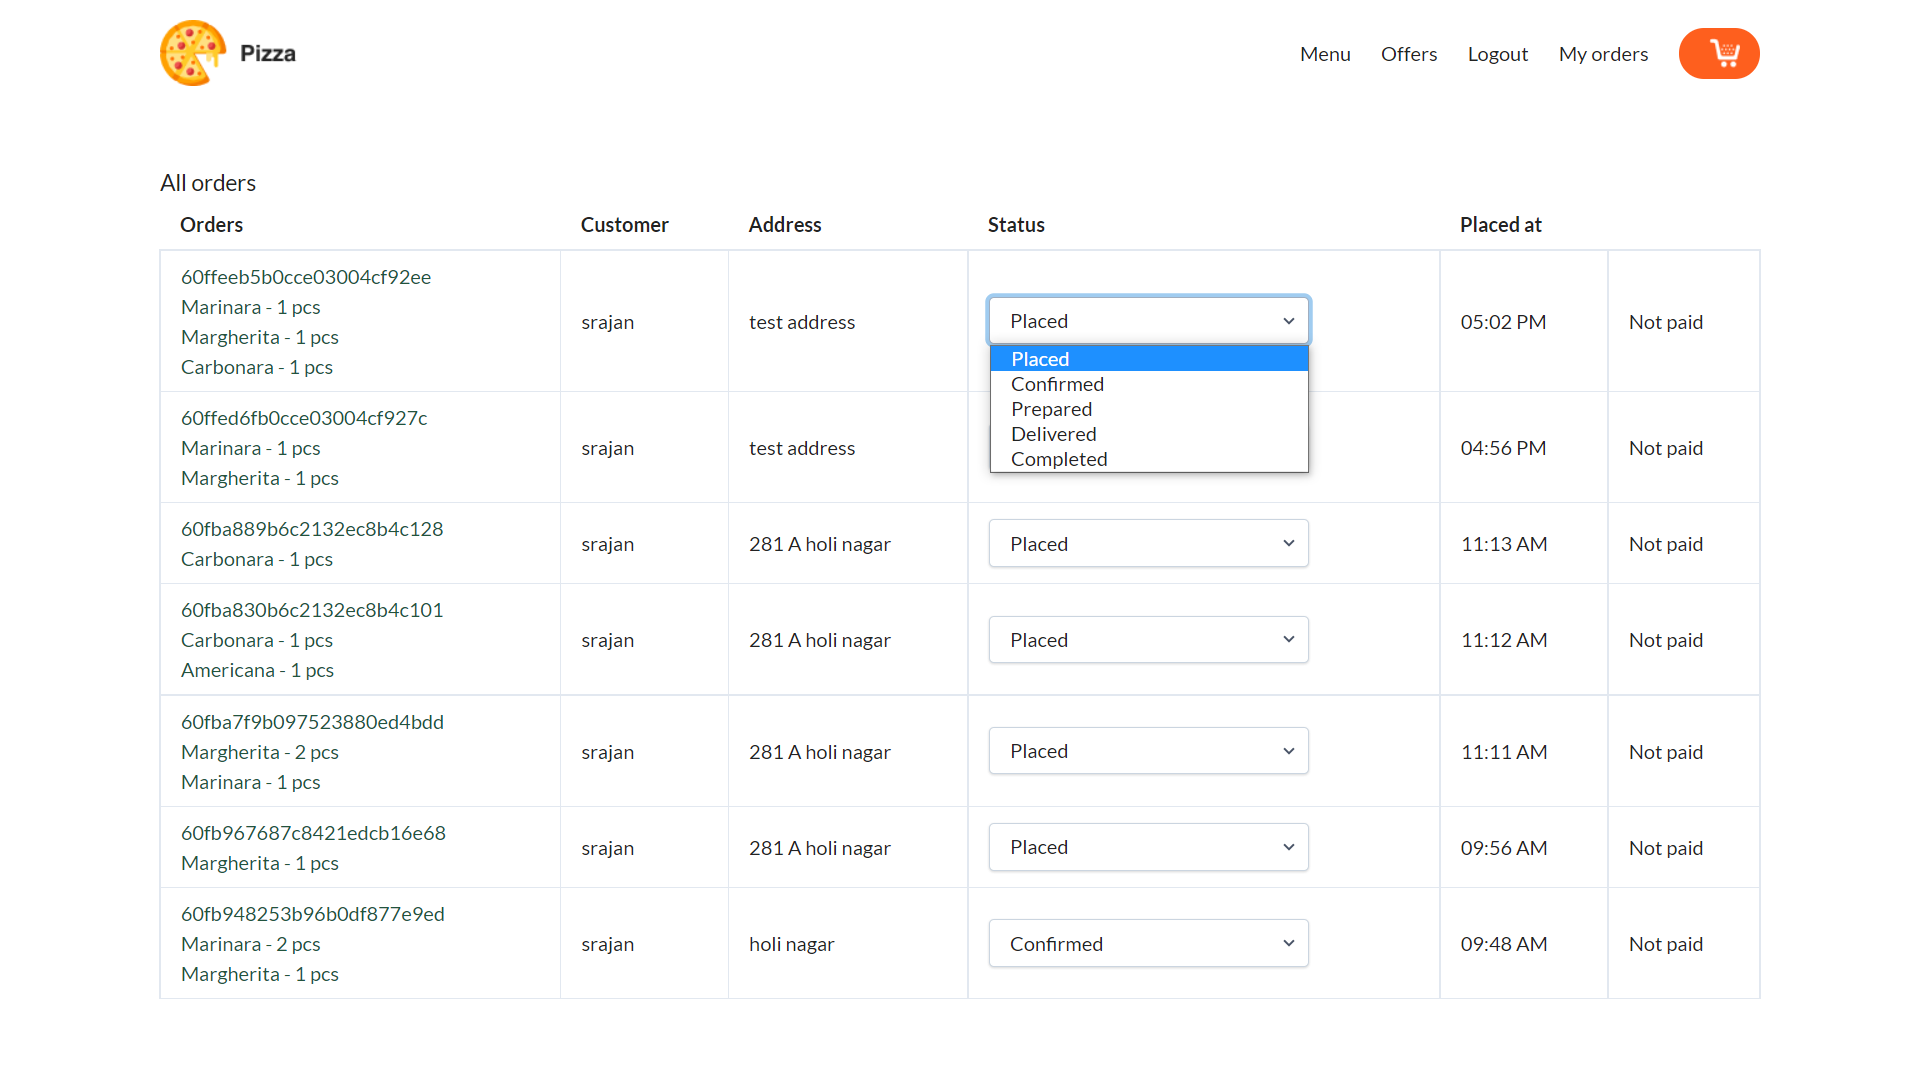 Pizza
Menu Offers Logout My orders
All orders
Orders Customer Address Status Placed at
60ffeeb5b0cce03004cf92ee
Marinara - 1 pcs
Margherita - 1 pcs
Carbonara - 1 pcs
srajan
test address
Placed
Placed
Confirmed
Prepared
Delivered
Completed
05:02 PM
Not paid
60ffed6fb0cce03004cf927c
Marinara - 1 pcs
Margherita - 1 pcs
srajan
test address
04:56 PM
Not paid
60fba889b6c2132ec8b4c128
Carbonara - 1 pcs
srajan
281 A holi nagar
Placed
11:13 AM
Not paid
60fba830b6c2132ec8b4c101
Carbonara - 1 pcs
Americana - 1 pcs
srajan
281 A holi nagar
Placed
11:12 AM
Not paid
60fba7f9b097523880ed4bdd
Margherita - 2 pcs
Marinara - 1 pcs
srajan
281 A holi nagar
Placed
11:11 AM
Not paid
60fb967687c8421edcb16e68
Margherita - 1 pcs
srajan
281 A holi nagar
Placed
09:56 AM
Not paid
60fb948253b96b0df877e9ed
Marinara - 2 pcs
Margherita - 1 pcs
srajan
holi nagar
Confirmed
09:48 AM
Not paid